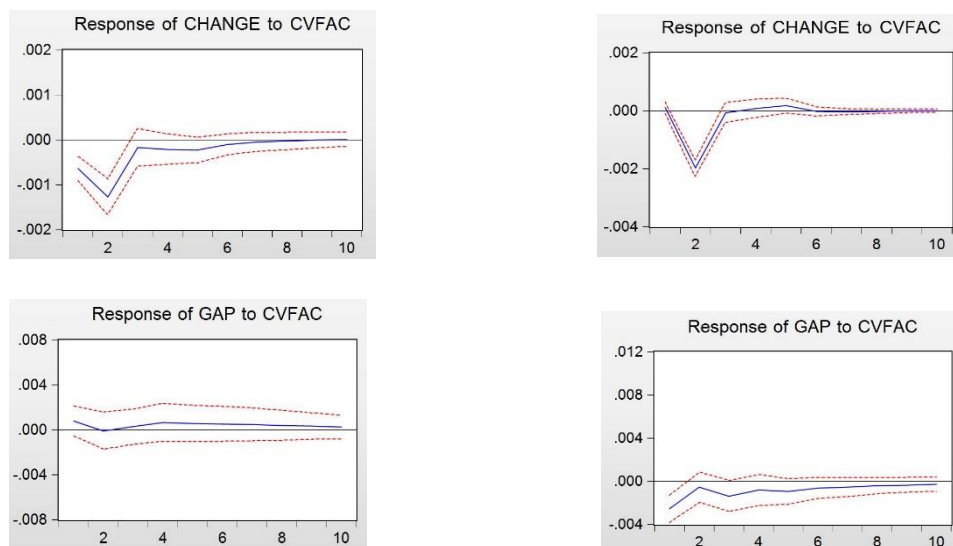 Response of CHANGE to CVFAC
.002
.001
.000
-.001
-.002
2 4 6 8 10
Response of CHANGE to CVFAC
.002
.000
-.002
-.004
2 4 6 8 10
Response of GAP to CVFAC
.008
.004
.000
-.004
-.008
2 4 6 8 10
Response of GAP to CVFAC
.012
.008
.004
.000
-.004
2 4 6 8 10